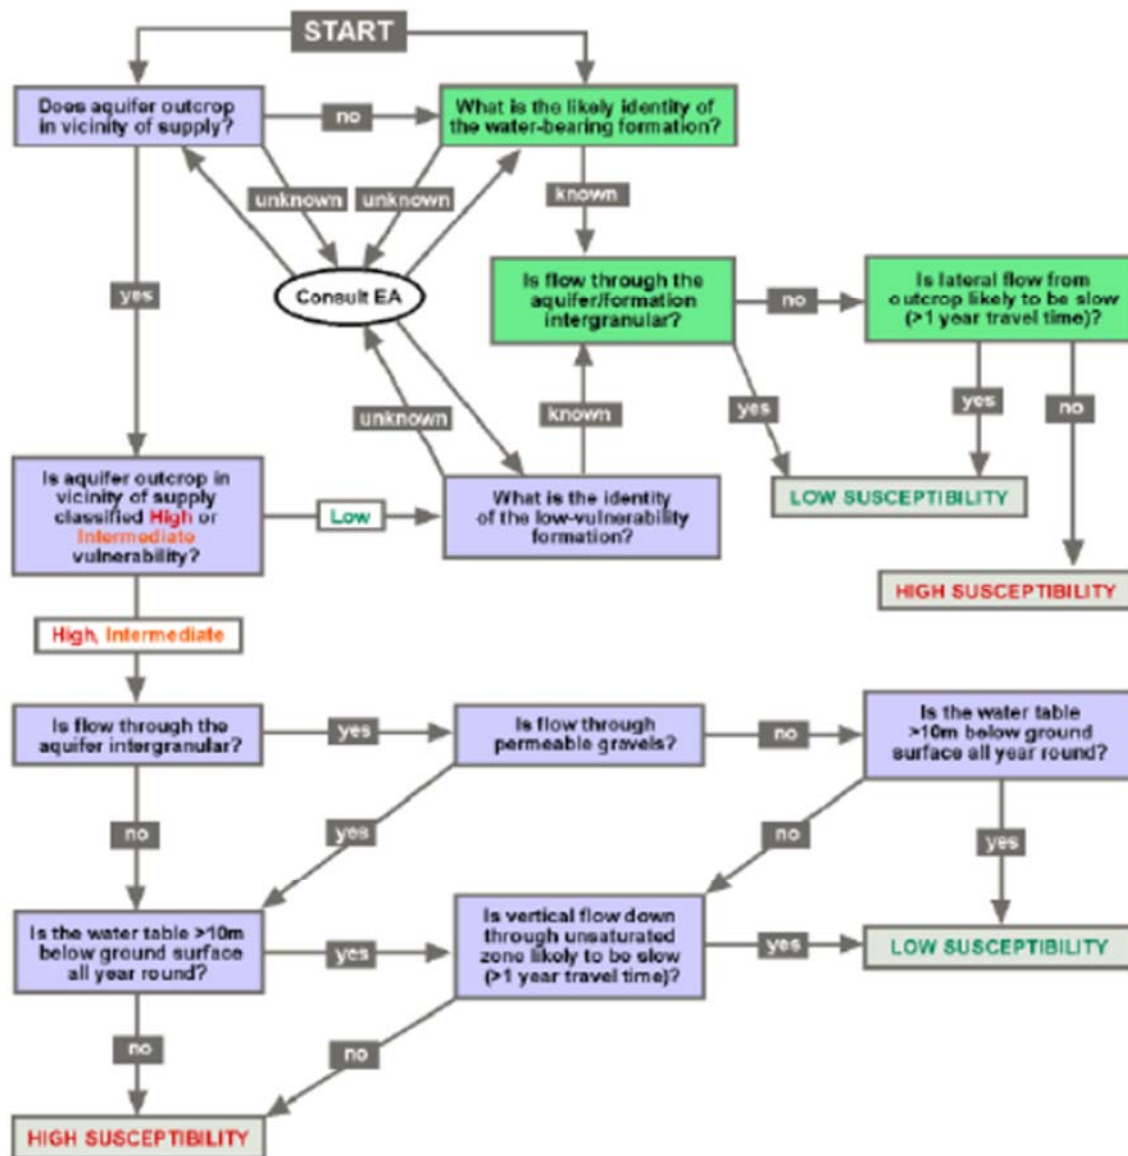 START
Does aquifer outcrop
in vicinity of supply?
no
What is the likely identity of
the water-bearing formation?
unknown
unknown
known
yes
Consult EA
Is flow through the
aquifer/formation
intergranular?
no
Is lateral flow from
outcrop likely to be slow
(>1 year travel time)?
unknown
known
yes
yes
no
Is aquifer outcrop in
vicinity of supply
classified High or
Intermediate
vulnerability?
Low
What is the identity
of the low-vulnerability
formation?
LOW SUSCEPTIBILITY
HIGH SUSCEPTIBILITY
High, Intermediate
Is flow through the
aquifer intergranular?
yes
Is flow through
permeable gravels?
no
Is the water table
>10m below ground
surface all year round?
no
yes
no
yes
Is the water table >10m
below ground surface
all year round?
yes
Is vertical flow down
through unsaturated
zone likely to be slow
(>1 year travel time)?
yes
LOW SUSCEPTIBILITY
no
no
HIGH SUSCEPTIBILITY